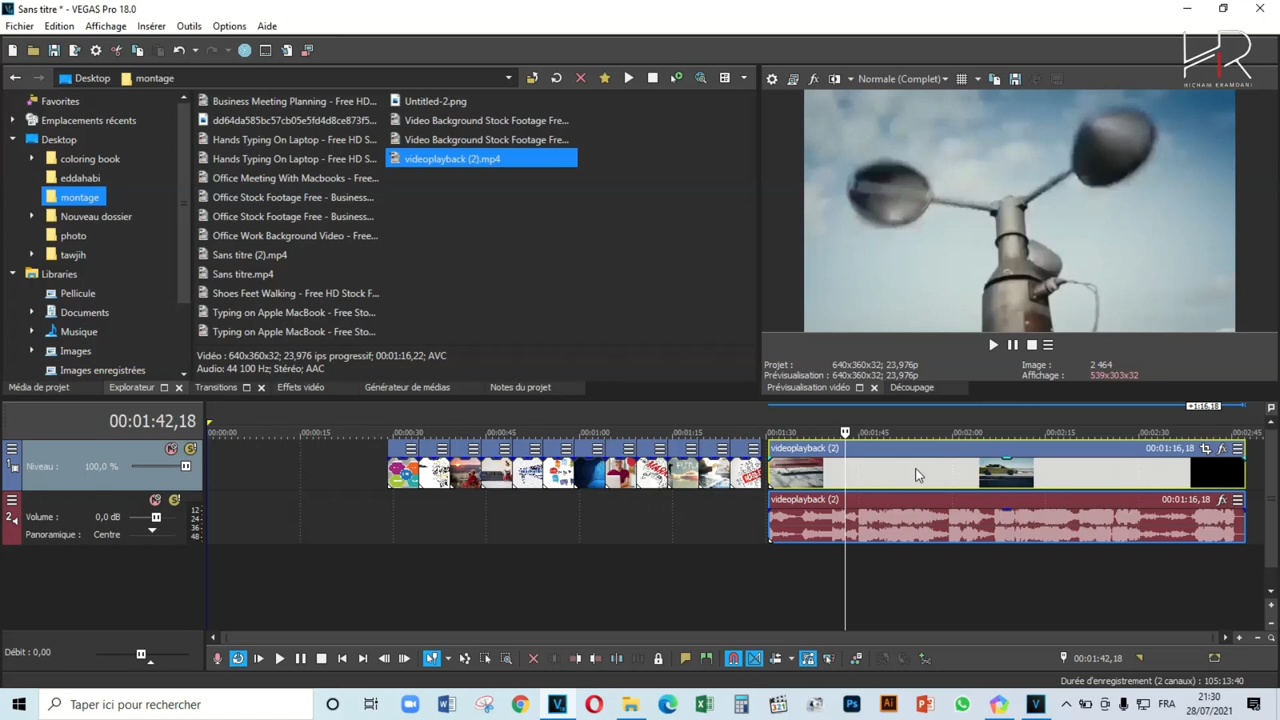 Sans titre * - VEGAS Pro 18.0
Fichier Edition Affichage Insérer Outils Options Aide
HR
HICHAM ERAMDANI
Desktop montage
Normale (Complet)
Favorites
Emplacements récents
Desktop
coloring book
eddahabi
montage
Nouveau dossier
photo
tawjih
Libraries
Pellicule
Documents
Musique
Images
Images enregistrées
Business Meeting Planning - Free HD...
dd64da585bc57cb05e5fd4d8ce873f5...
Hands Typing On Laptop - Free HD S...
Hands Typing On Laptop - Free HD S...
Office Meeting With Macbooks - Free...
Office Stock Footage Free - Business...
Office Stock Footage Free - Business...
Office Work Background Video - Free...
Sans titre (2).mp4
Sans titre.mp4
Shoes Feet Walking - Free HD Stock F...
Typing on Apple MacBook - Free Sto...
Typing on Apple MacBook - Free Sto...
Untitled-2.png
Video Background Stock Footage Fre...
Video Background Stock Footage Fre...
videoplayback (2).mp4
Vidéo : 640x360x32; 23,976 ips progressif; 00:01:16,22; AVC
Audio: 44 100 Hz; Stéréo; AAC
Projet : 640x360x32; 23,976p Image : 2 464
Prévisualisation : 640x360x32; 23,976p Affichage : 539x303x32
Média de projet Explorateur Transitions Effets vidéo Générateur de médias Notes du projet Prévisualisation vidéo Découpage
00:01:42,18
+1:16,18
00:00:00 00:00:15 00:00:30 00:00:45 00:01:00 00:01:15 00:01:30 00:01:45 00:02:00 00:02:15 00:02:30 00:02:45
1
Niveau : 100,0 %
videoplayback (2) 00:01:16,18
2
Volume : 0,0 dB
Panoramique : Centre
12-
24-
36-
48-
videoplayback (2) 00:01:16,18
Débit : 0,00
00:01:42,18
Durée d'enregistrement (2 canaux) : 105:13:40
Taper ici pour rechercher
FRA
21:30
28/07/2021